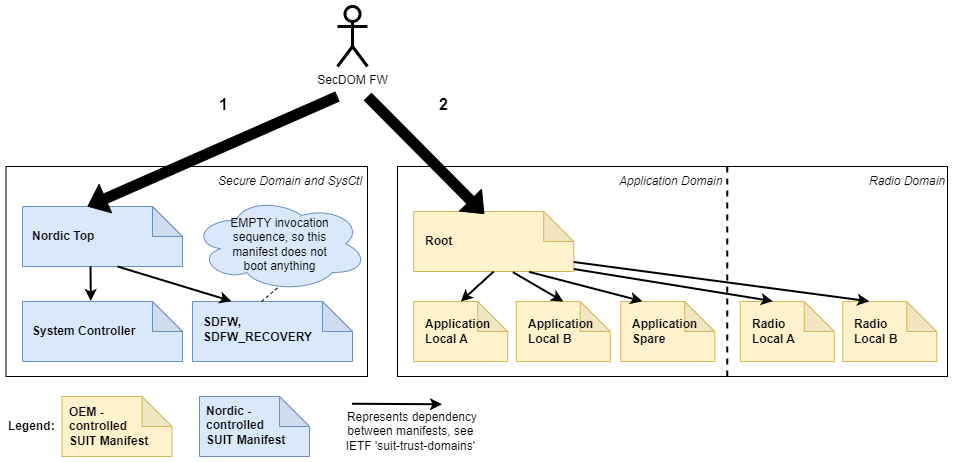 SecDOM FW
1
2
Secure Domain and SysCtl
Application Domain
Radio Domain
Nordic Top
EMPTY invocation
sequence, so this
manifest does not
boot anything
Root
System Controller
SDFW,
SDFW_RECOVERY
Application
Local A
Application
Local B
Application
Spare
Radio
Local A
Radio
Local B
Legend:
OEM -
controlled
SUIT Manifest
Nordic -
controlled
SUIT Manifest
Represents dependency
between manifests, see
IETF 'suit-trust-domains'